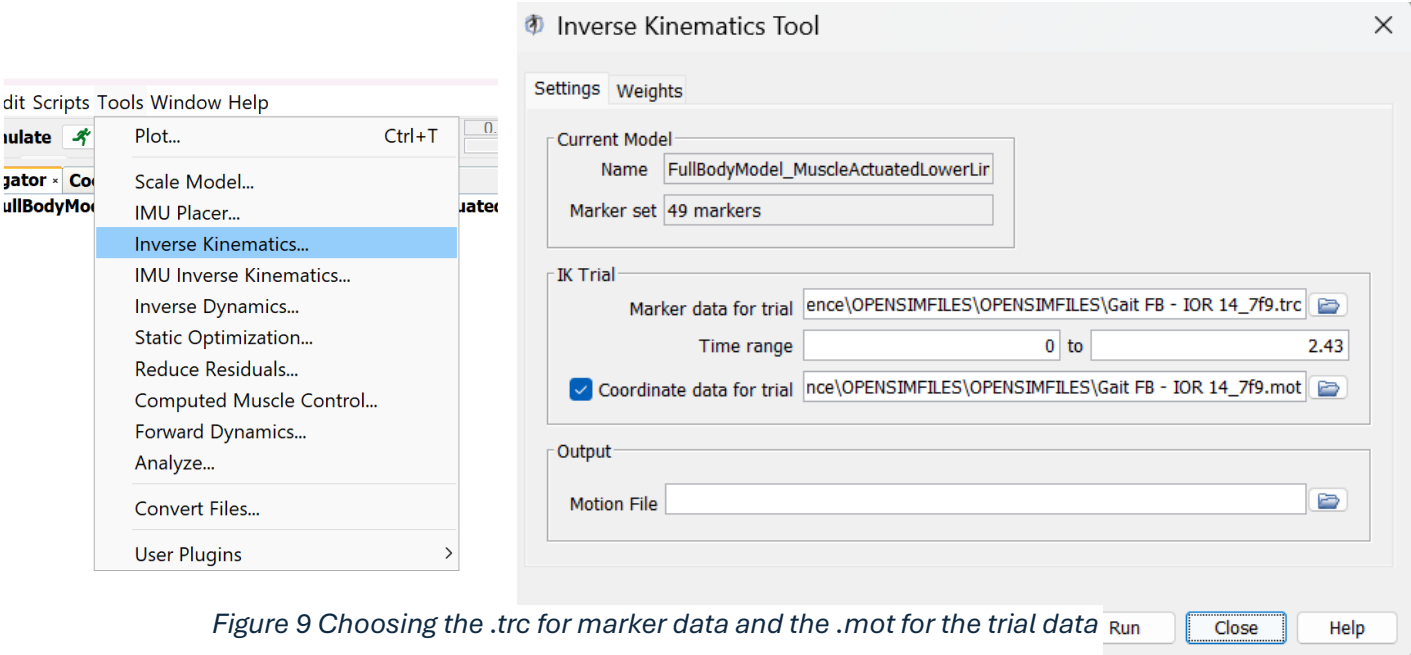 dit Scripts Tools Window Help
nulate
0.
gator × Coo
ullBodyMod
uated
Plot... Ctrl+T
Scale Model...
IMU Placer...
Inverse Kinematics...
IMU Inverse Kinematics...
Inverse Dynamics...
Static Optimization...
Reduce Residuals...
Computed Muscle Control...
Forward Dynamics...
Analyze...
Convert Files...
User Plugins
Inverse Kinematics Tool
Settings Weights
Current Model
Name FullBodyModel_MuscleActuatedLowerLir
Marker set 49 markers
IK Trial
Marker data for trial ence\OPENSIMFILES\OPENSIMFILES\Gait FB - IOR 14_7f9.trc
Time range 0 to 2.43
Coordinate data for trial nce\OPENSIMFILES\OPENSIMFILES\Gait FB - IOR 14_7f9.mot
Output
Motion File
Run Close Help
Figure 9 Choosing the .trc for marker data and the .mot for the trial data